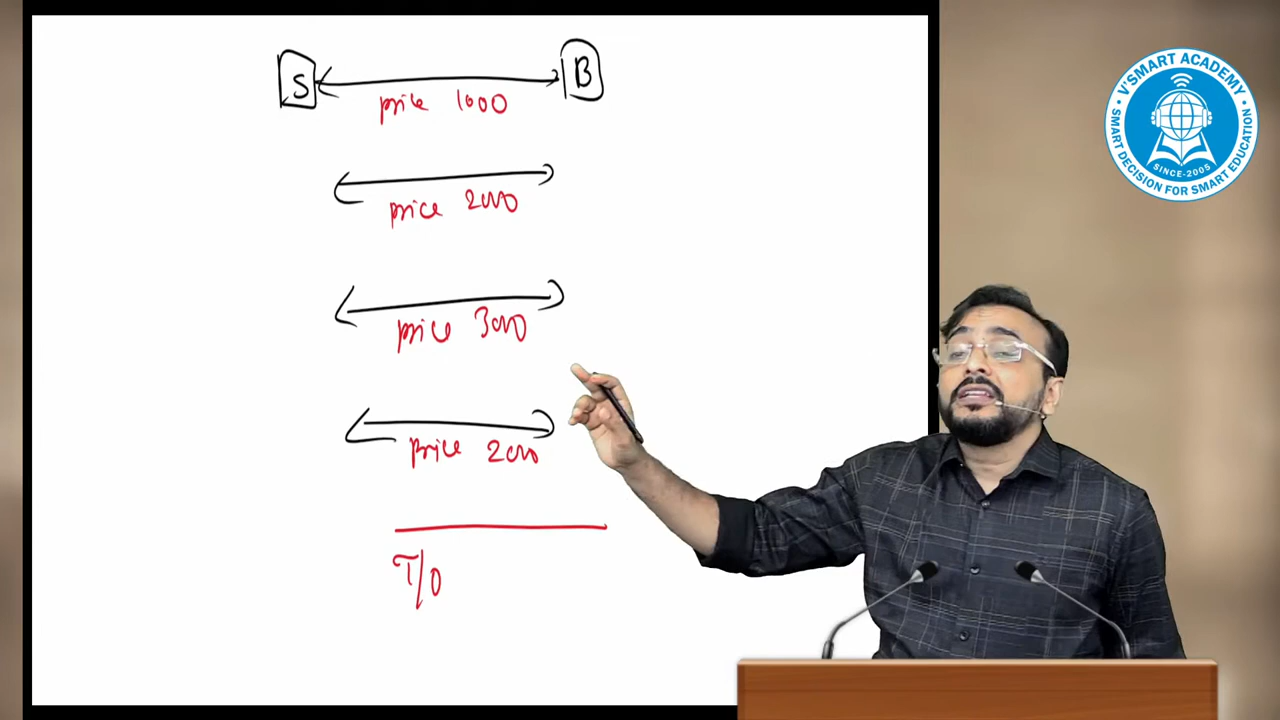 S
B
price 1000
price 2000
price 3000
price 2000
T/O
V'SMART ACADEMY
SINCE-2005
SMART DECISION FOR SMART EDUCATION